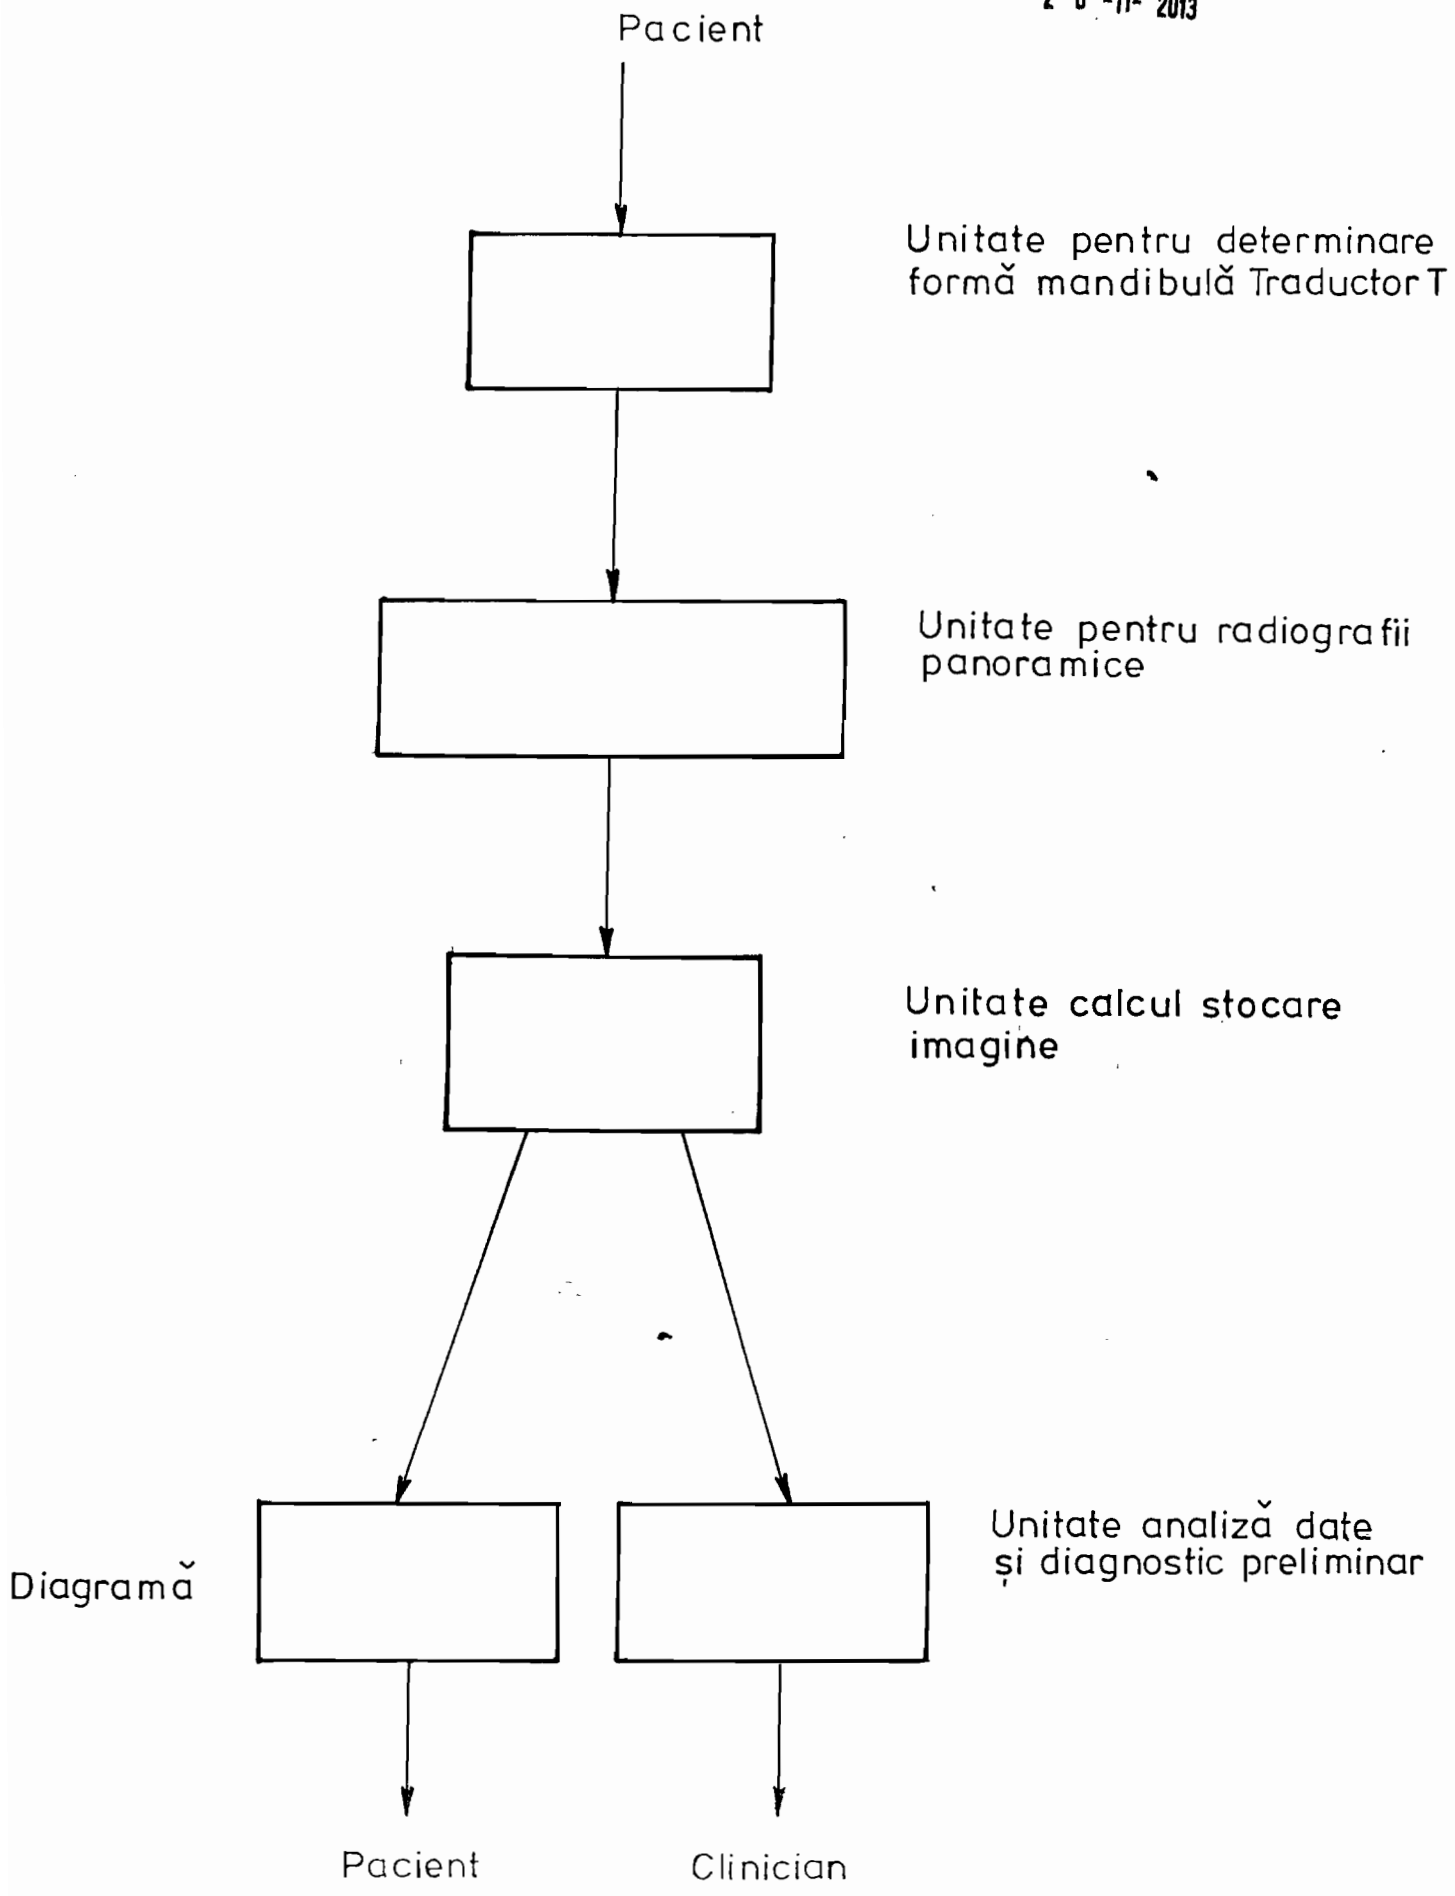 2013
Pacient
Unitate pentru determinare
formă mandibulă Traductor T
Unitate pentru radiografii
panoramice
Unitate calcul stocare
imagine
Unitate analiză date
și diagnostic preliminar
Diagramă
Pacient
Clinician